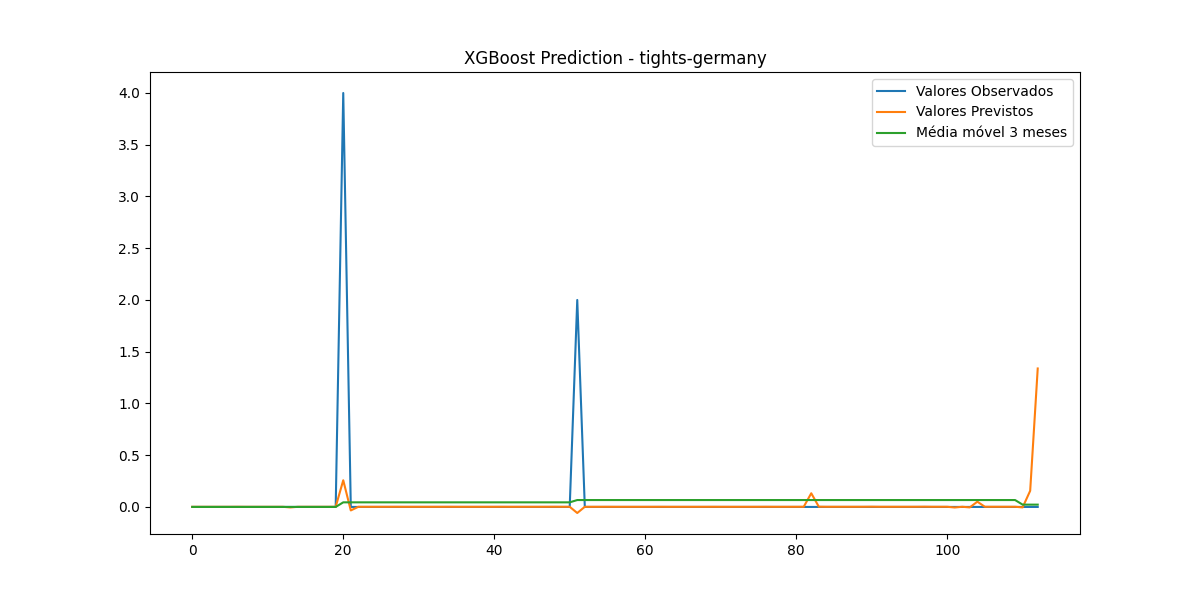 XGBoost Prediction - tights-germany
Valores Observados
Valores Previstos
Média móvel 3 meses
4.0
3.5
3.0
2.5
2.0
1.5
1.0
0.5
0.0
0 20 40 60 80 100